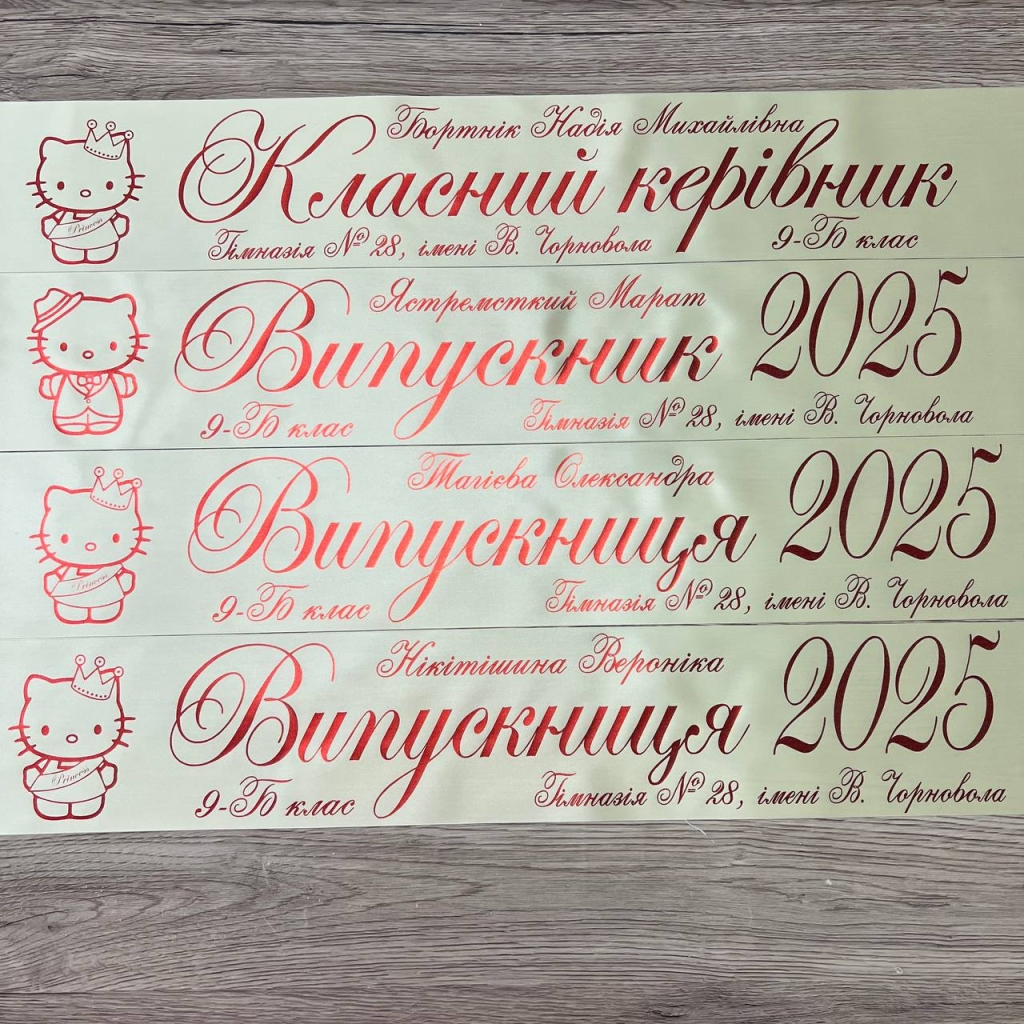 Бортнік Надія Михайлівна
Класний керівник
Гімназія № 28, імені В. Чорновола 9-Б клас
Princess
Ястремсткий Марат
Випускник 2025
9-Б клас Гімназія № 28, імені В. Чорновола
Тагієва Олександра
Випускниця 2025
Princess
9-Б клас Гімназія № 28, імені В. Чорновола
Нікітішина Вероніка
Випускниця 2025
Princess
9-Б клас Гімназія № 28, імені В. Чорновола